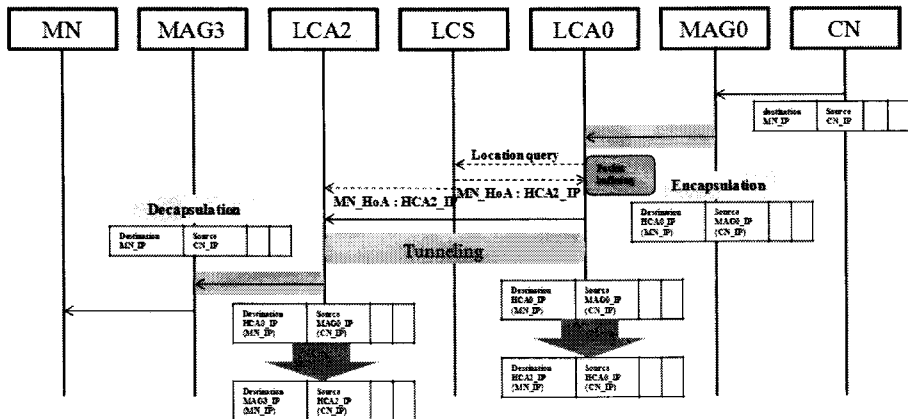 MN MAG3 LCA2 LCS LCA0 MAG0 CN
destination Source
MN_IP CN_IP
Location query
MN_HoA : HCA2_IP
MN_HoA : HCA2_IP
Encapsulation
Destination Source
HCA0_IP MAG0_IP
(MN_IP) (CN_IP)
Decapsulation
Destination Source
MN_IP CN_IP
Tunneling
Destination Source
HCA0_IP MAG0_IP
(MN_IP) (CN_IP)
Destination Source
HCA2_IP HCA0_IP
(MN_IP) (CN_IP)
Destination Source
HCA0_IP MAG0_IP
(MN_IP) (CN_IP)
Destination Source
MAG3_IP HCA2_IP
(MN_IP) (CN_IP)